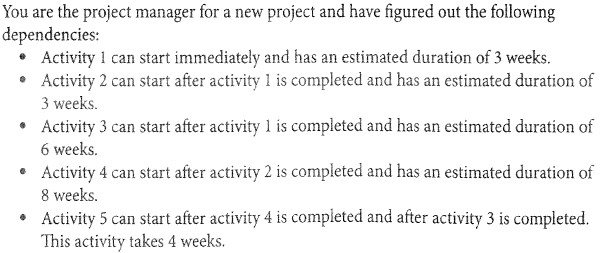 You are the project manager for a new project and have figured out the following
dependencies:
• Activity 1 can start immediately and has an estimated duration of 3 weeks.
• Activity 2 can start after activity 1 is completed and has an estimated duration of
3 weeks.
• Activity 3 can start after activity 1 is completed and has an estimated duration of
6 weeks.
• Activity 4 can start after activity 2 is completed and has an estimated duration of
8 weeks.
• Activity 5 can start after activity 4 is completed and after activity 3 is completed.
This activity takes 4 weeks.